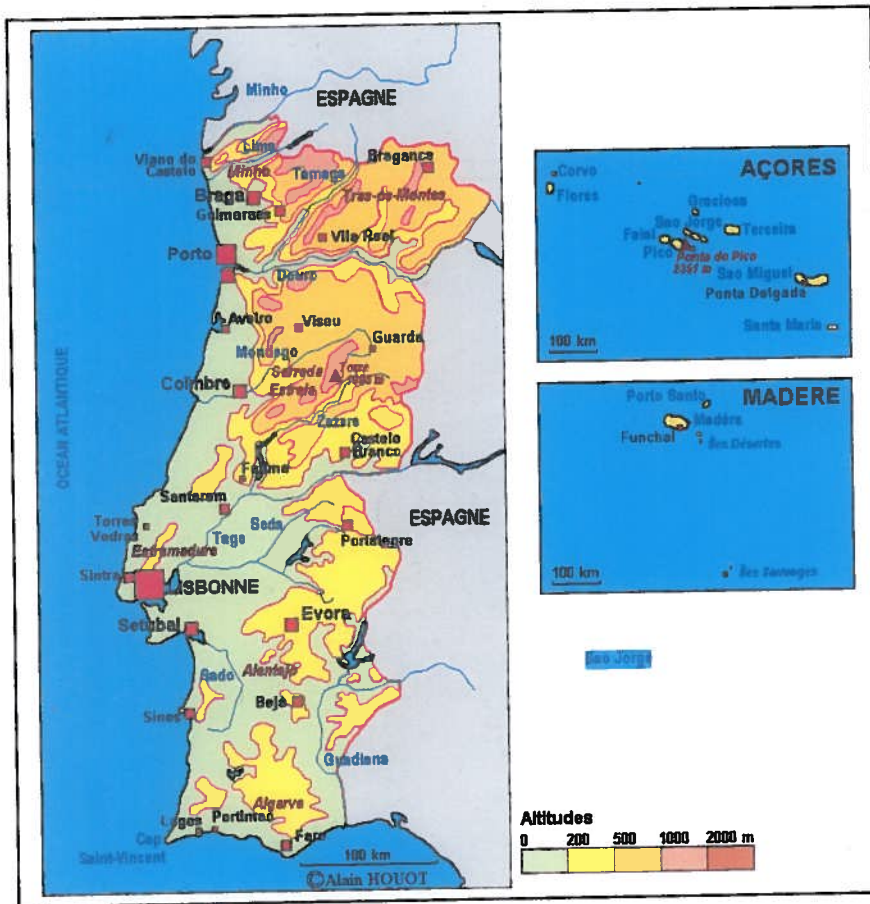 Minho
ESPAGNE
Viano do
Castelo
Lima
Minho
Tamega
Bragança
Tras-os-Montes
Braga
Guimaraes
Vila Real
Porto
Douro
Aveiro
Viseu
Guarda
Mondego
Serra da
Estrela
Torre
Coimbra
Zezere
Castelo
Branco
Fatima
Santarem
Torres
Vedras
Tage
Seda
Portalegre
ESPAGNE
Estremadure
Sintra
LISBONNE
Setubal
Evora
Alentejo
Sado
Beja
Sines
Guadiana
Algarve
Lagos
Portimao
Faro
Cap
Saint-Vincent
100 km
©Alain HOUOT
OCEAN ATLANTIQUE
AÇORES
Corvo
Flores
Graciosa
Sao Jorge
Terceira
Faial
Pico
Ponta do Pico
2351 m
Sao Miguel
Ponta Delgada
Santa Maria
100 km
MADERE
Porto Santo
Madère
Funchal
Îles Désertes
Îles Sauvages
100 km
Sao Jorge
Altitudes
0 200 500 1000 2000 m